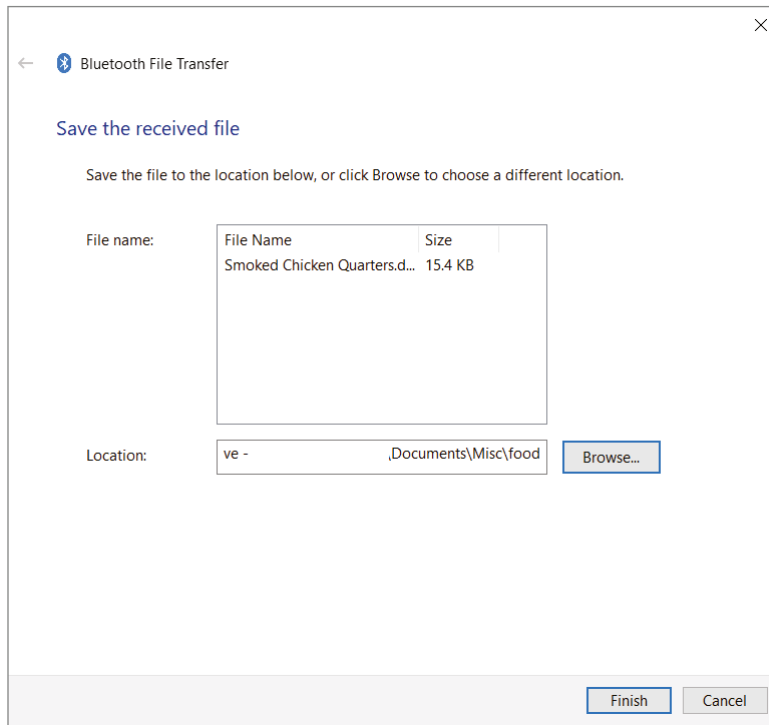 Bluetooth File Transfer
Save the received file
Save the file to the location below, or click Browse to choose a different location.
File name:
File Name Size
Smoked Chicken Quarters.d... 15.4 KB
Location: ve - Documents\Misc\food Browse...
Finish Cancel